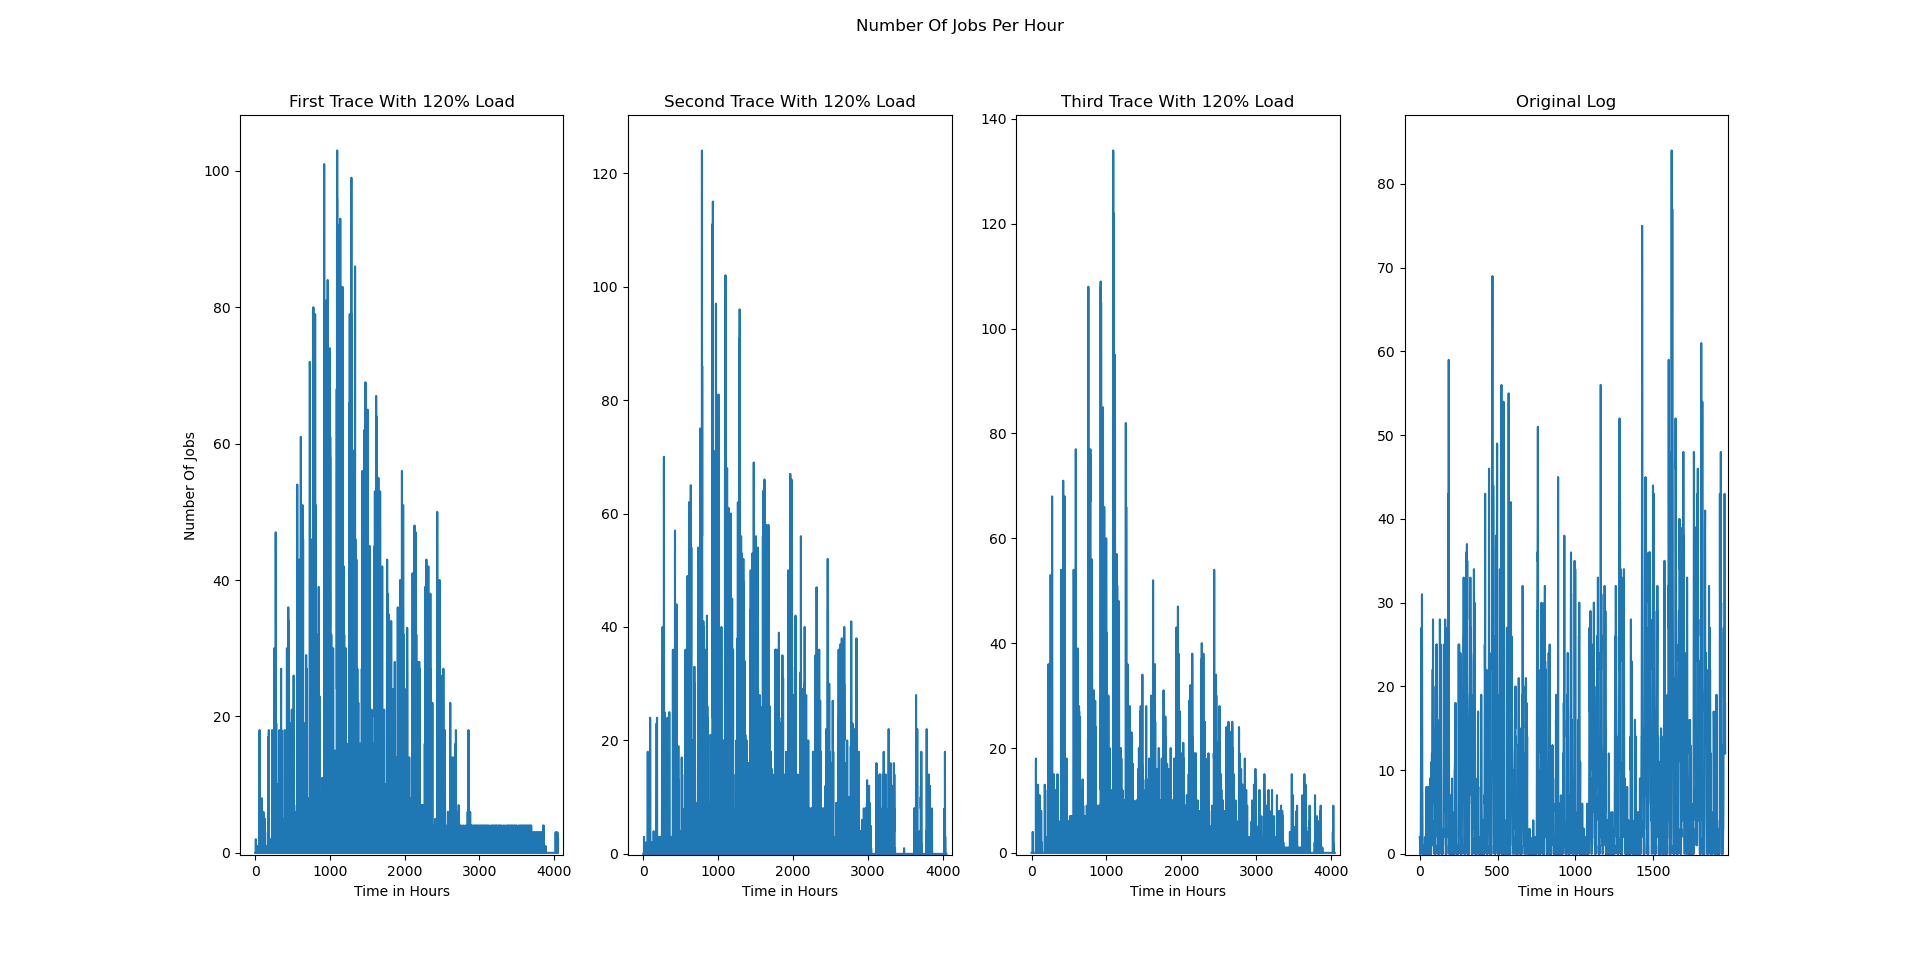 Number Of Jobs Per Hour
First Trace With 120% Load
Second Trace With 120% Load
Third Trace With 120% Load
Original Log
Number Of Jobs
100
80
60
40
20
0
0 1000 2000 3000 4000
Time in Hours
120
100
80
60
40
20
0
0 1000 2000 3000 4000
Time in Hours
140
120
100
80
60
40
20
0
0 1000 2000 3000 4000
Time in Hours
80
70
60
50
40
30
20
10
0
0 500 1000 1500
Time in Hours